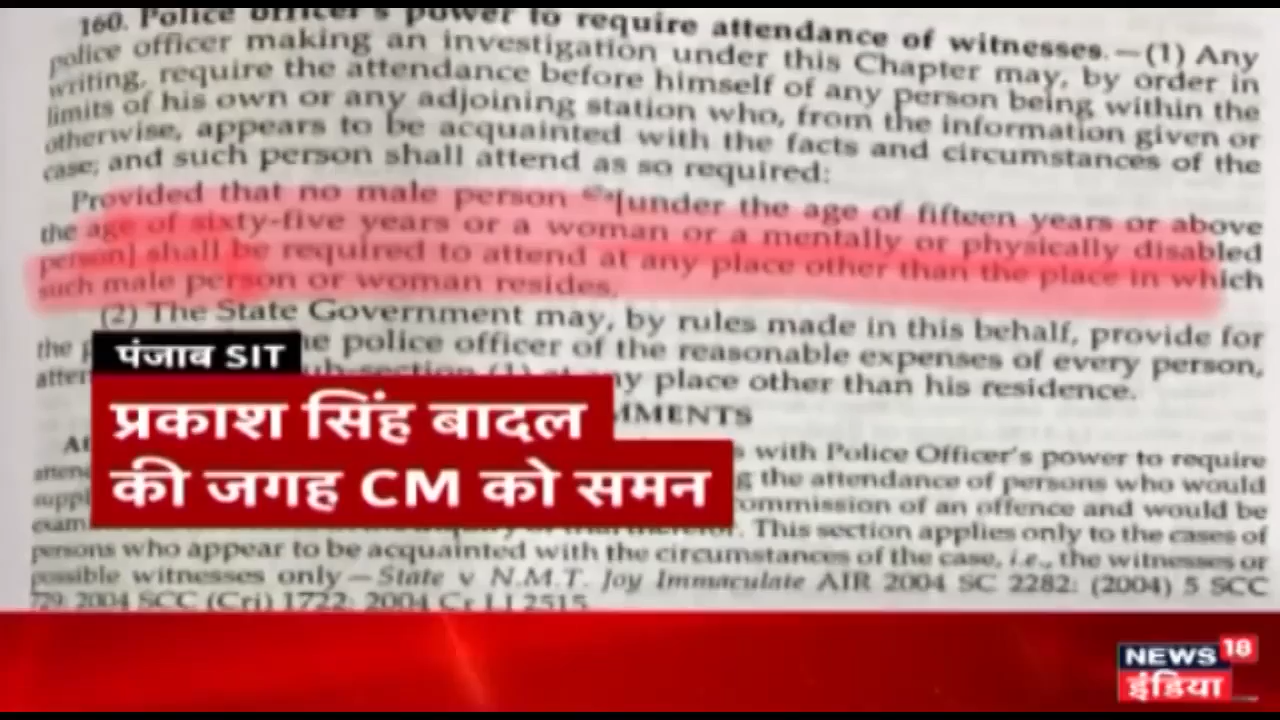 160. Police officer's power to require attendance of witnesses.—(1) Any
police officer making an investigation under this Chapter may, by order in
writing, require the attendance before himself of any person being within the
limits of his own or any adjoining station who, from the information given or
otherwise, appears to be acquainted with the facts and circumstances of the
case; and such person shall attend as so required:
Provided that no male person [under the age of fifteen years or above
the age of sixty-five years or a woman or a mentally or physically disabled
person] shall be required to attend at any place other than the place in which
such male person or woman resides.
(2) The State Government may, by rules made in this behalf, provide for
the police officer of the reasonable expenses of every person,
sub-section (1) at any place other than his residence.
पंजाब SIT
प्रकाश सिंह बादल
की जगह CM को समन
with Police Officer's power to require
the attendance of persons who would
commission of an offence and would be
This section applies only to the cases of
persons who appear to be acquainted with the circumstances of the case, i.e., the witnesses or
possible witnesses only—State v N.M.T. Joy Immaculate AIR 2004 SC 2282: (2004) 5 SCC
729: 2004 SCC (Cri) 1722: 2004 Cr LJ 2515.
NEWS 18
इंडिया